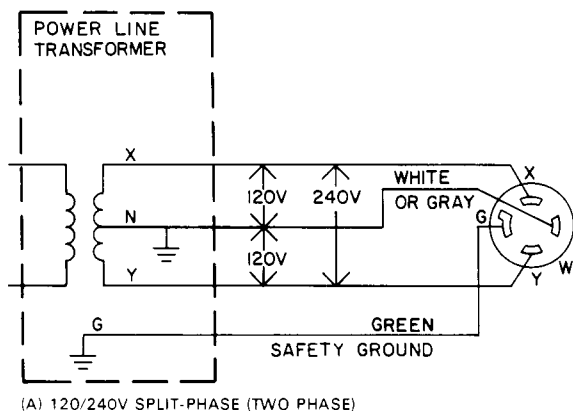 POWER LINE
TRANSFORMER
X
120V
240V
WHITE
OR GRAY
X
N
G
W
120V
Y
Y
G
GREEN
SAFETY GROUND
(A) 120/240V SPLIT-PHASE (TWO PHASE)